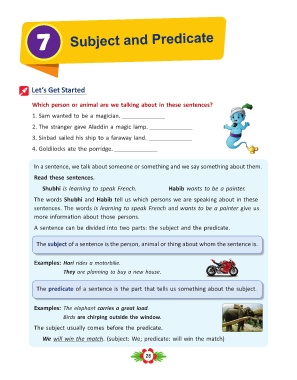 7 Subject and Predicate
Let's Get Started
Which person or animal are we talking about in these sentences?
1. Sam wanted to be a magician. ______________
2. The stranger gave Aladdin a magic lamp. ______________
3. Sinbad sailed his ship to a faraway land. ______________
4. Goldilocks ate the porridge. ______________
In a sentence, we talk about someone or something and we say something about them.
Read these sentences.
Shubhi is learning to speak French. Habib wants to be a painter.
The words Shubhi and Habib tell us which persons we are speaking about in these
sentences. The words is learning to speak French and wants to be a painter give us
more information about those persons.
A sentence can be divided into two parts: the subject and the predicate.
The subject of a sentence is the person, animal or thing about whom the sentence is.
Examples: Hari rides a motorbike.
They are planning to buy a new house.
The predicate of a sentence is the part that tells us something about the subject.
Examples: The elephant carries a great load.
Birds are chirping outside the window.
The subject usually comes before the predicate.
We will win the match. (subject: We; predicate: will win the match)
28